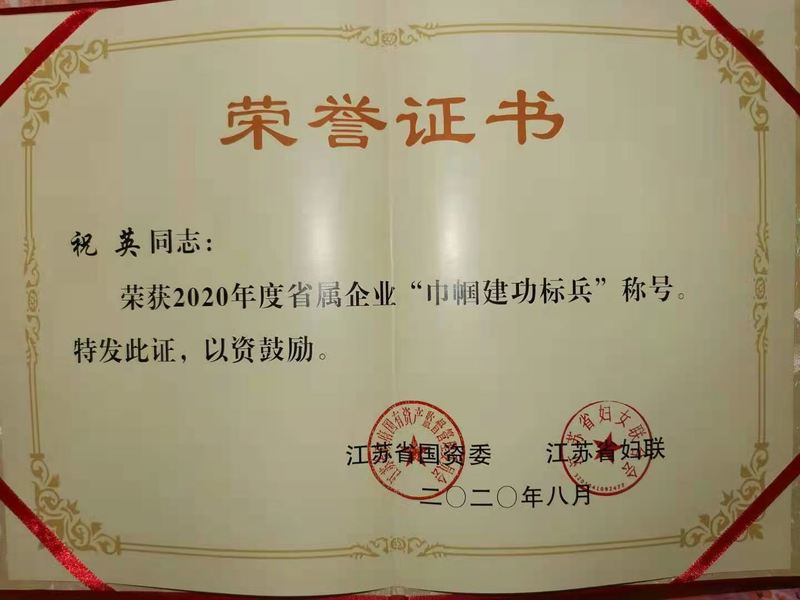 荣誉证书
祝 英同志：
荣获2020年度省属企业“巾帼建功标兵”称号。
特发此证，以资鼓励。
江苏省国资委 江苏省妇联
二〇二〇年八月